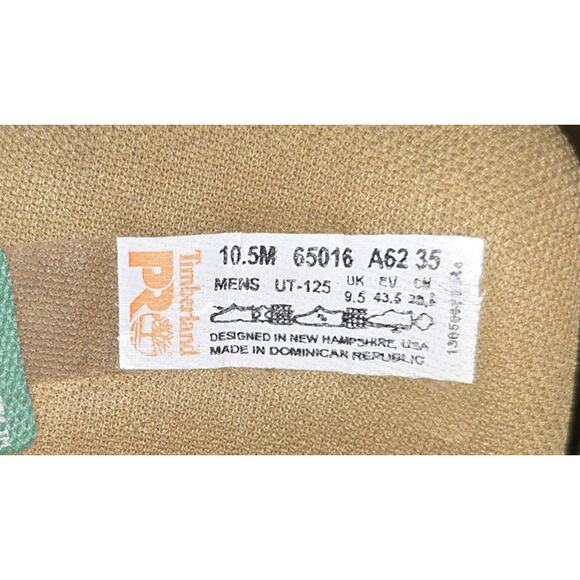 Timberland
PRO
10.5M 65016 A62 35
MENS UT-125 UK EU CM
9.5 43.5
DESIGNED IN NEW HAMPSHIRE, USA
MADE IN DOMINICAN REPUBLIC
TM